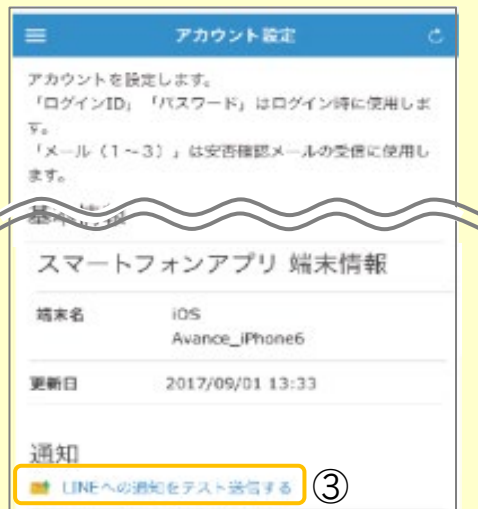 アカウント設定
アカウントを設定します。
「ログインID」「パスワード」はログイン時に使用しま
す。
「メール（1～3）」は安否確認メールの受信に使用し
ます。
基本情報
スマートフォンアプリ 端末情報
端末名 iOS
Avance_iPhone6
更新日 2017/09/01 13:33
通知
LINEへの通知をテスト送信する ③